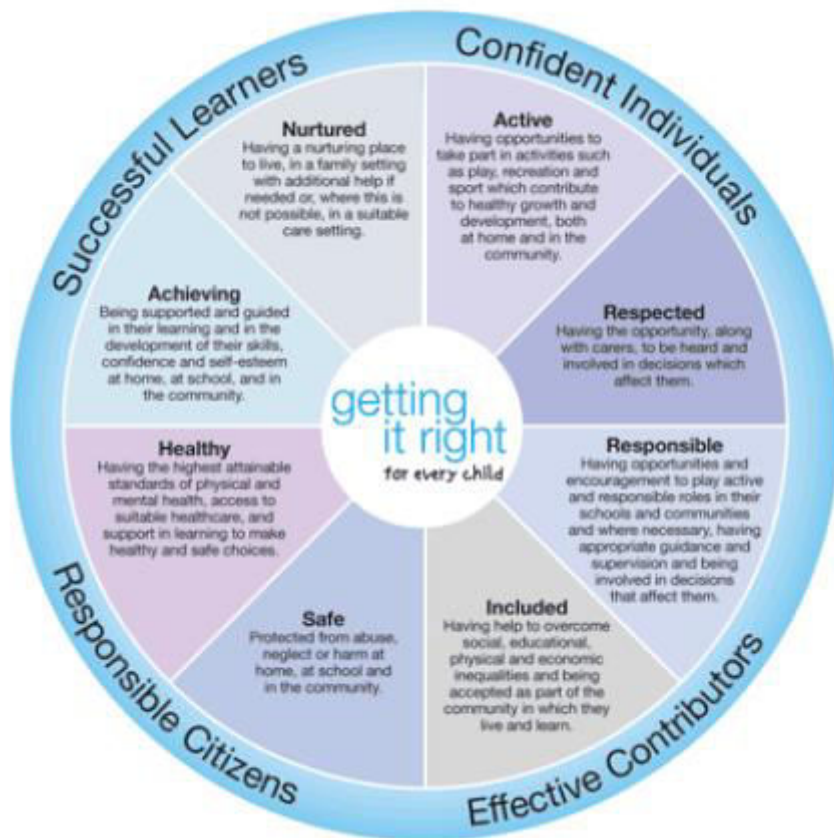 Successful Learners
Confident Individuals
Nurtured
Having a nurturing place
to live, in a family setting
with additional help if
needed or, where this is
not possible, in a suitable
care setting.
Active
Having opportunities to
take part in activities such
as play, recreation and
sport which contribute
to healthy growth and
development, both
at home and in the
community.
Achieving
Being supported and guided
in their learning and in the
development of their skills,
confidence and self-esteem
at home, at school, and in
the community.
Respected
Having the opportunity, along
with carers, to be heard and
involved in decisions which
affect them.
getting
it right
for every child
Healthy
Having the highest attainable
standards of physical and
mental health, access to
suitable healthcare, and
support in learning to make
healthy and safe choices.
Responsible
Having opportunities and
encouragement to play active
and responsible roles in their
schools and communities
and where necessary, having
appropriate guidance and
supervision and being
involved in decisions
that affect them.
Safe
Protected from abuse,
neglect or harm at
home, at school and
in the community.
Included
Having help to overcome
social, educational,
physical and economic
inequalities and being
accepted as part of the
community in which they
live and learn.
Responsible Citizens
Effective Contributors